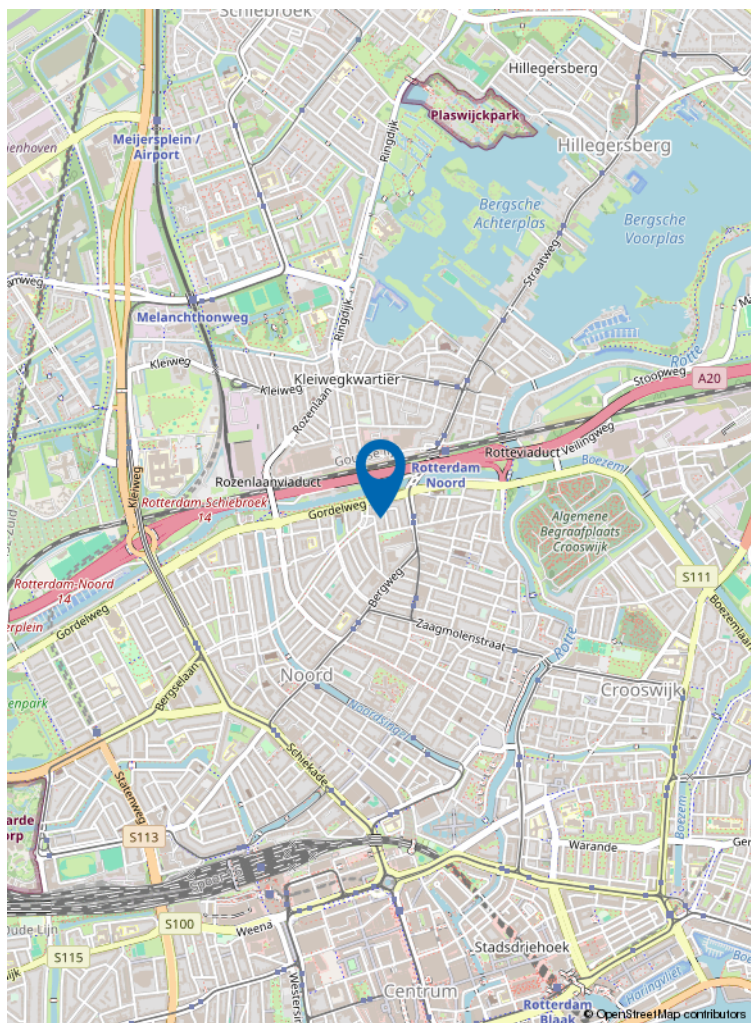 Schiebroek
Hillegersberg
Plaswijckpark
Meijersplein /
Airport
Ringdijk
Hillegersberg
Bergsche
Achterplas
Bergsche
Voorplas
Straatweg
Melanchthonweg
Ringdijk
Rotte
Kleiweg
Kleiwegkwartier
Kleiweg
Stoopweg
A20
Rozenlaan
Rotteviaduct
Veilingweg
Rotterdam
Noord
Boezem
Rozenlaanviaduct
Kleiweg
Rotterdam-Schiebroek
14
Gordelweg
Algemene
Begraafplaats
Crooswijk
S111
Rotterdam-Noord
14
Gordelweg
Bergweg
Boezemlaan
Zaagmolenstraat
Rotte
Bergselaan
Noord
Crooswijk
Noordsingel
Schiekade
Statenweg
S113
Boezem
Warande
S100
Weena
Stadsdriehoek
S115
Centrum
Haringvliet
Rotterdam
Blaak
© OpenStreetMap contributors